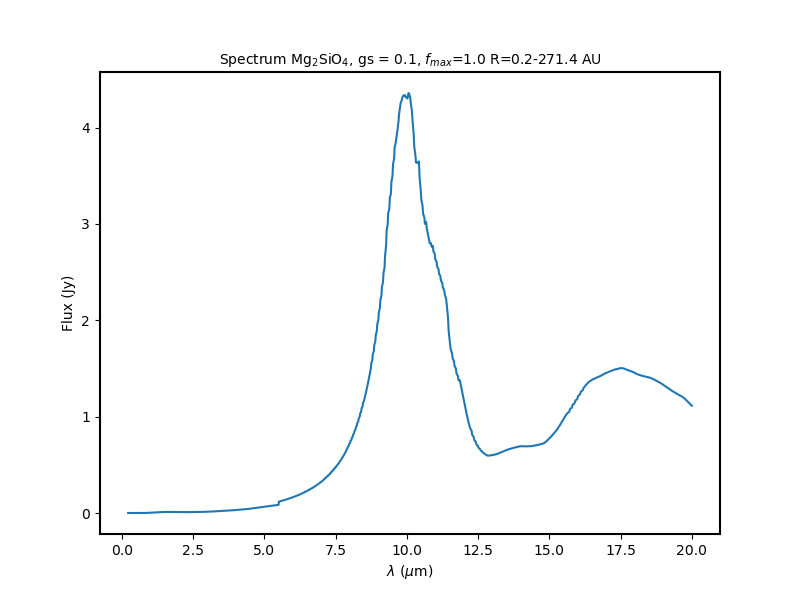 Spectrum Mg₂SiO₄, gs = 0.1, fₘₐₓ=1.0 R=0.2-271.4 AU
4
3
2
1
0
Flux (Jy)
0.0 2.5 5.0 7.5 10.0 12.5 15.0 17.5 20.0
λ (μm)